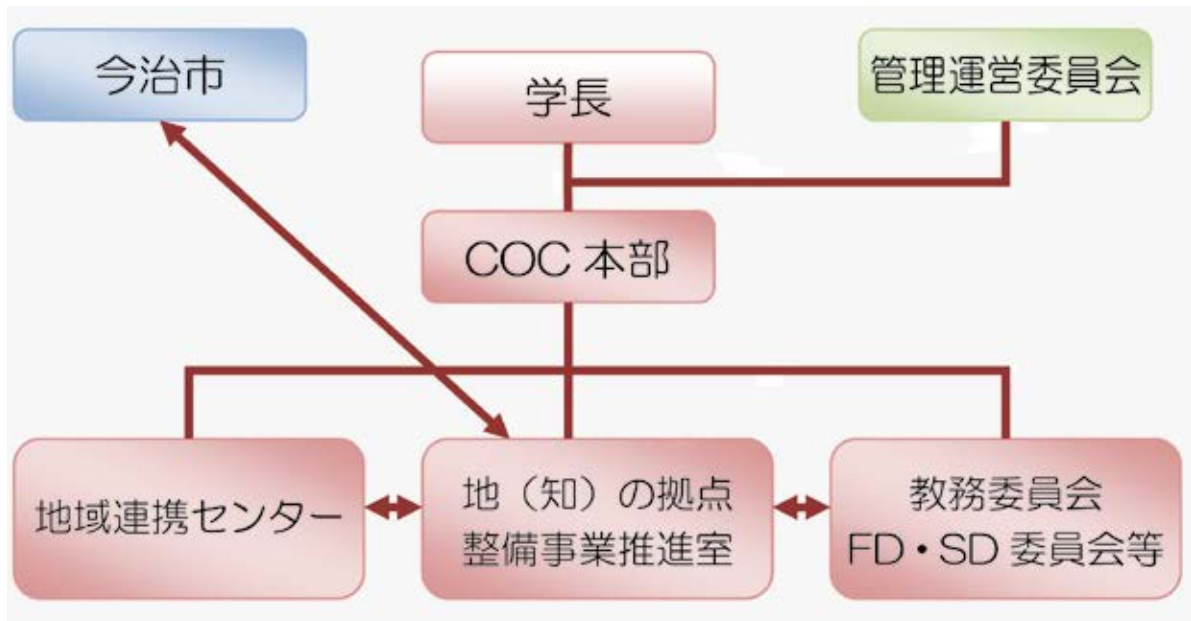 今治市
学長
管理運営委員会
COC 本部
地域連携センター
地（知）の拠点
整備事業推進室
教務委員会
FD・SD 委員会等